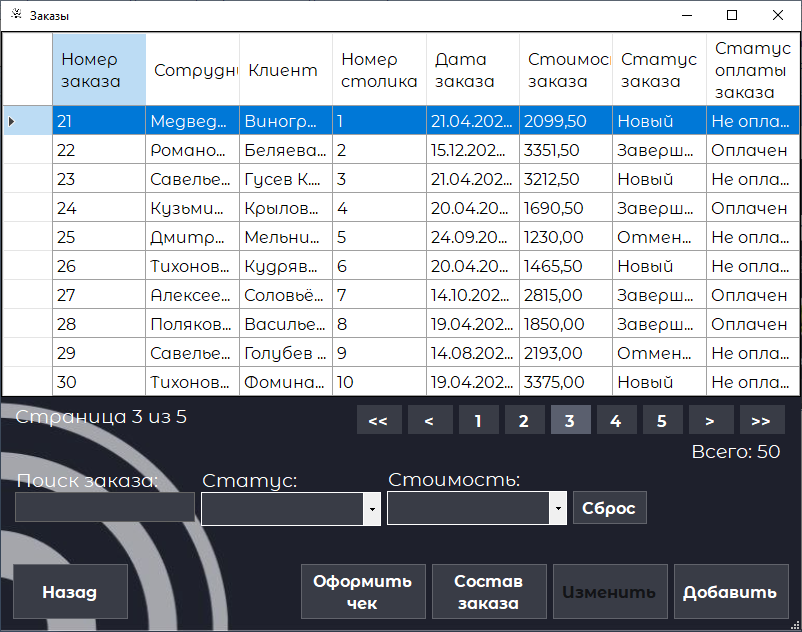 Заказы
Номер заказа Сотрудни Клиент Номер столика Дата заказа Стоимос заказа Статус заказа Статус оплаты заказа
21 Медвед... Виногр... 1 21.04.202... 2099,50 Новый Не опла...
22 Романо... Беляева... 2 15.12.202... 3351,50 Заверш... Оплачен
23 Савелье... Гусев К.... 3 21.04.202... 3212,50 Новый Не опла...
24 Кузьми... Крылов... 4 20.04.20... 1690,50 Заверш... Оплачен
25 Дмитр... Мельни... 5 24.09.20... 1230,00 Отмен... Не опла...
26 Тихонов... Кудряв... 6 20.04.20... 1465,50 Новый Не опла...
27 Алексее... Соловьё... 7 14.10.202... 2815,00 Заверш... Оплачен
28 Поляков... Василье... 8 19.04.202... 1850,00 Заверш... Оплачен
29 Савелье... Голубев ... 9 14.08.202... 2193,00 Отмен... Не опла...
30 Тихонов... Фомина... 10 19.04.202... 3375,00 Новый Не опла...
Страница 3 из 5 << < 1 2 3 4 5 > >>
Всего: 50
Поиск заказа: Статус: Стоимость:
Сброс
Назад Оформить чек Состав заказа Изменить Добавить